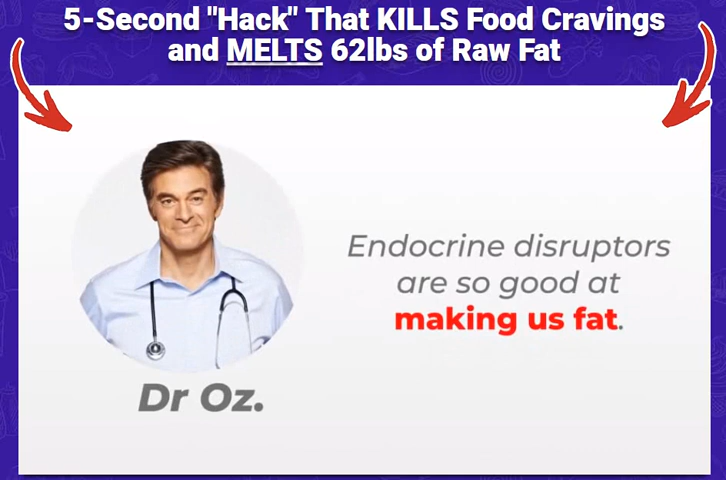 5-Second "Hack" That KILLS Food Cravings
and MELTS 62lbs of Raw Fat
Endocrine disruptors
are so good at
making us fat.
Dr Oz.